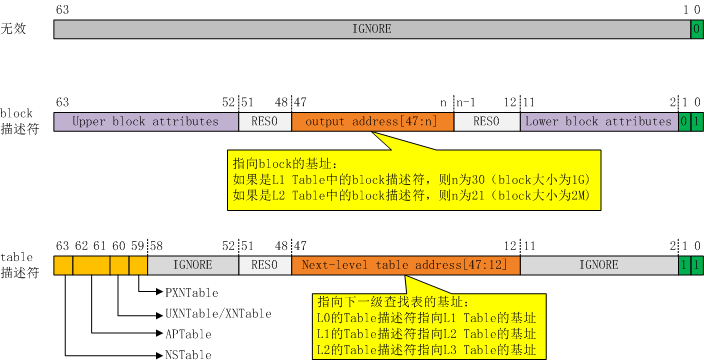 63 1 0
无效 IGNORE 0
63 52 51 48 47 n n-1 12 11 2 1 0
block
描述符
Upper block attributes RES0 output address[47:n] RES0 Lower block attributes 0 1
指向block的基址：
如果是L1 Table中的block描述符，则n为30（block大小为1G）
如果是L2 Table中的block描述符，则n为21（block大小为2M）
63 62 61 60 59 58 52 51 48 47 12 11 2 1 0
table
描述符
IGNORE RES0 Next-level table address[47:12] IGNORE 1 1
PXNTable
UXNTable/XNTable
APTable
NSTable
指向下一级查找表的基址：
L0的Table描述符指向L1 Table的基址
L1的Table描述符指向L2 Table的基址
L2的Table描述符指向L3 Table的基址